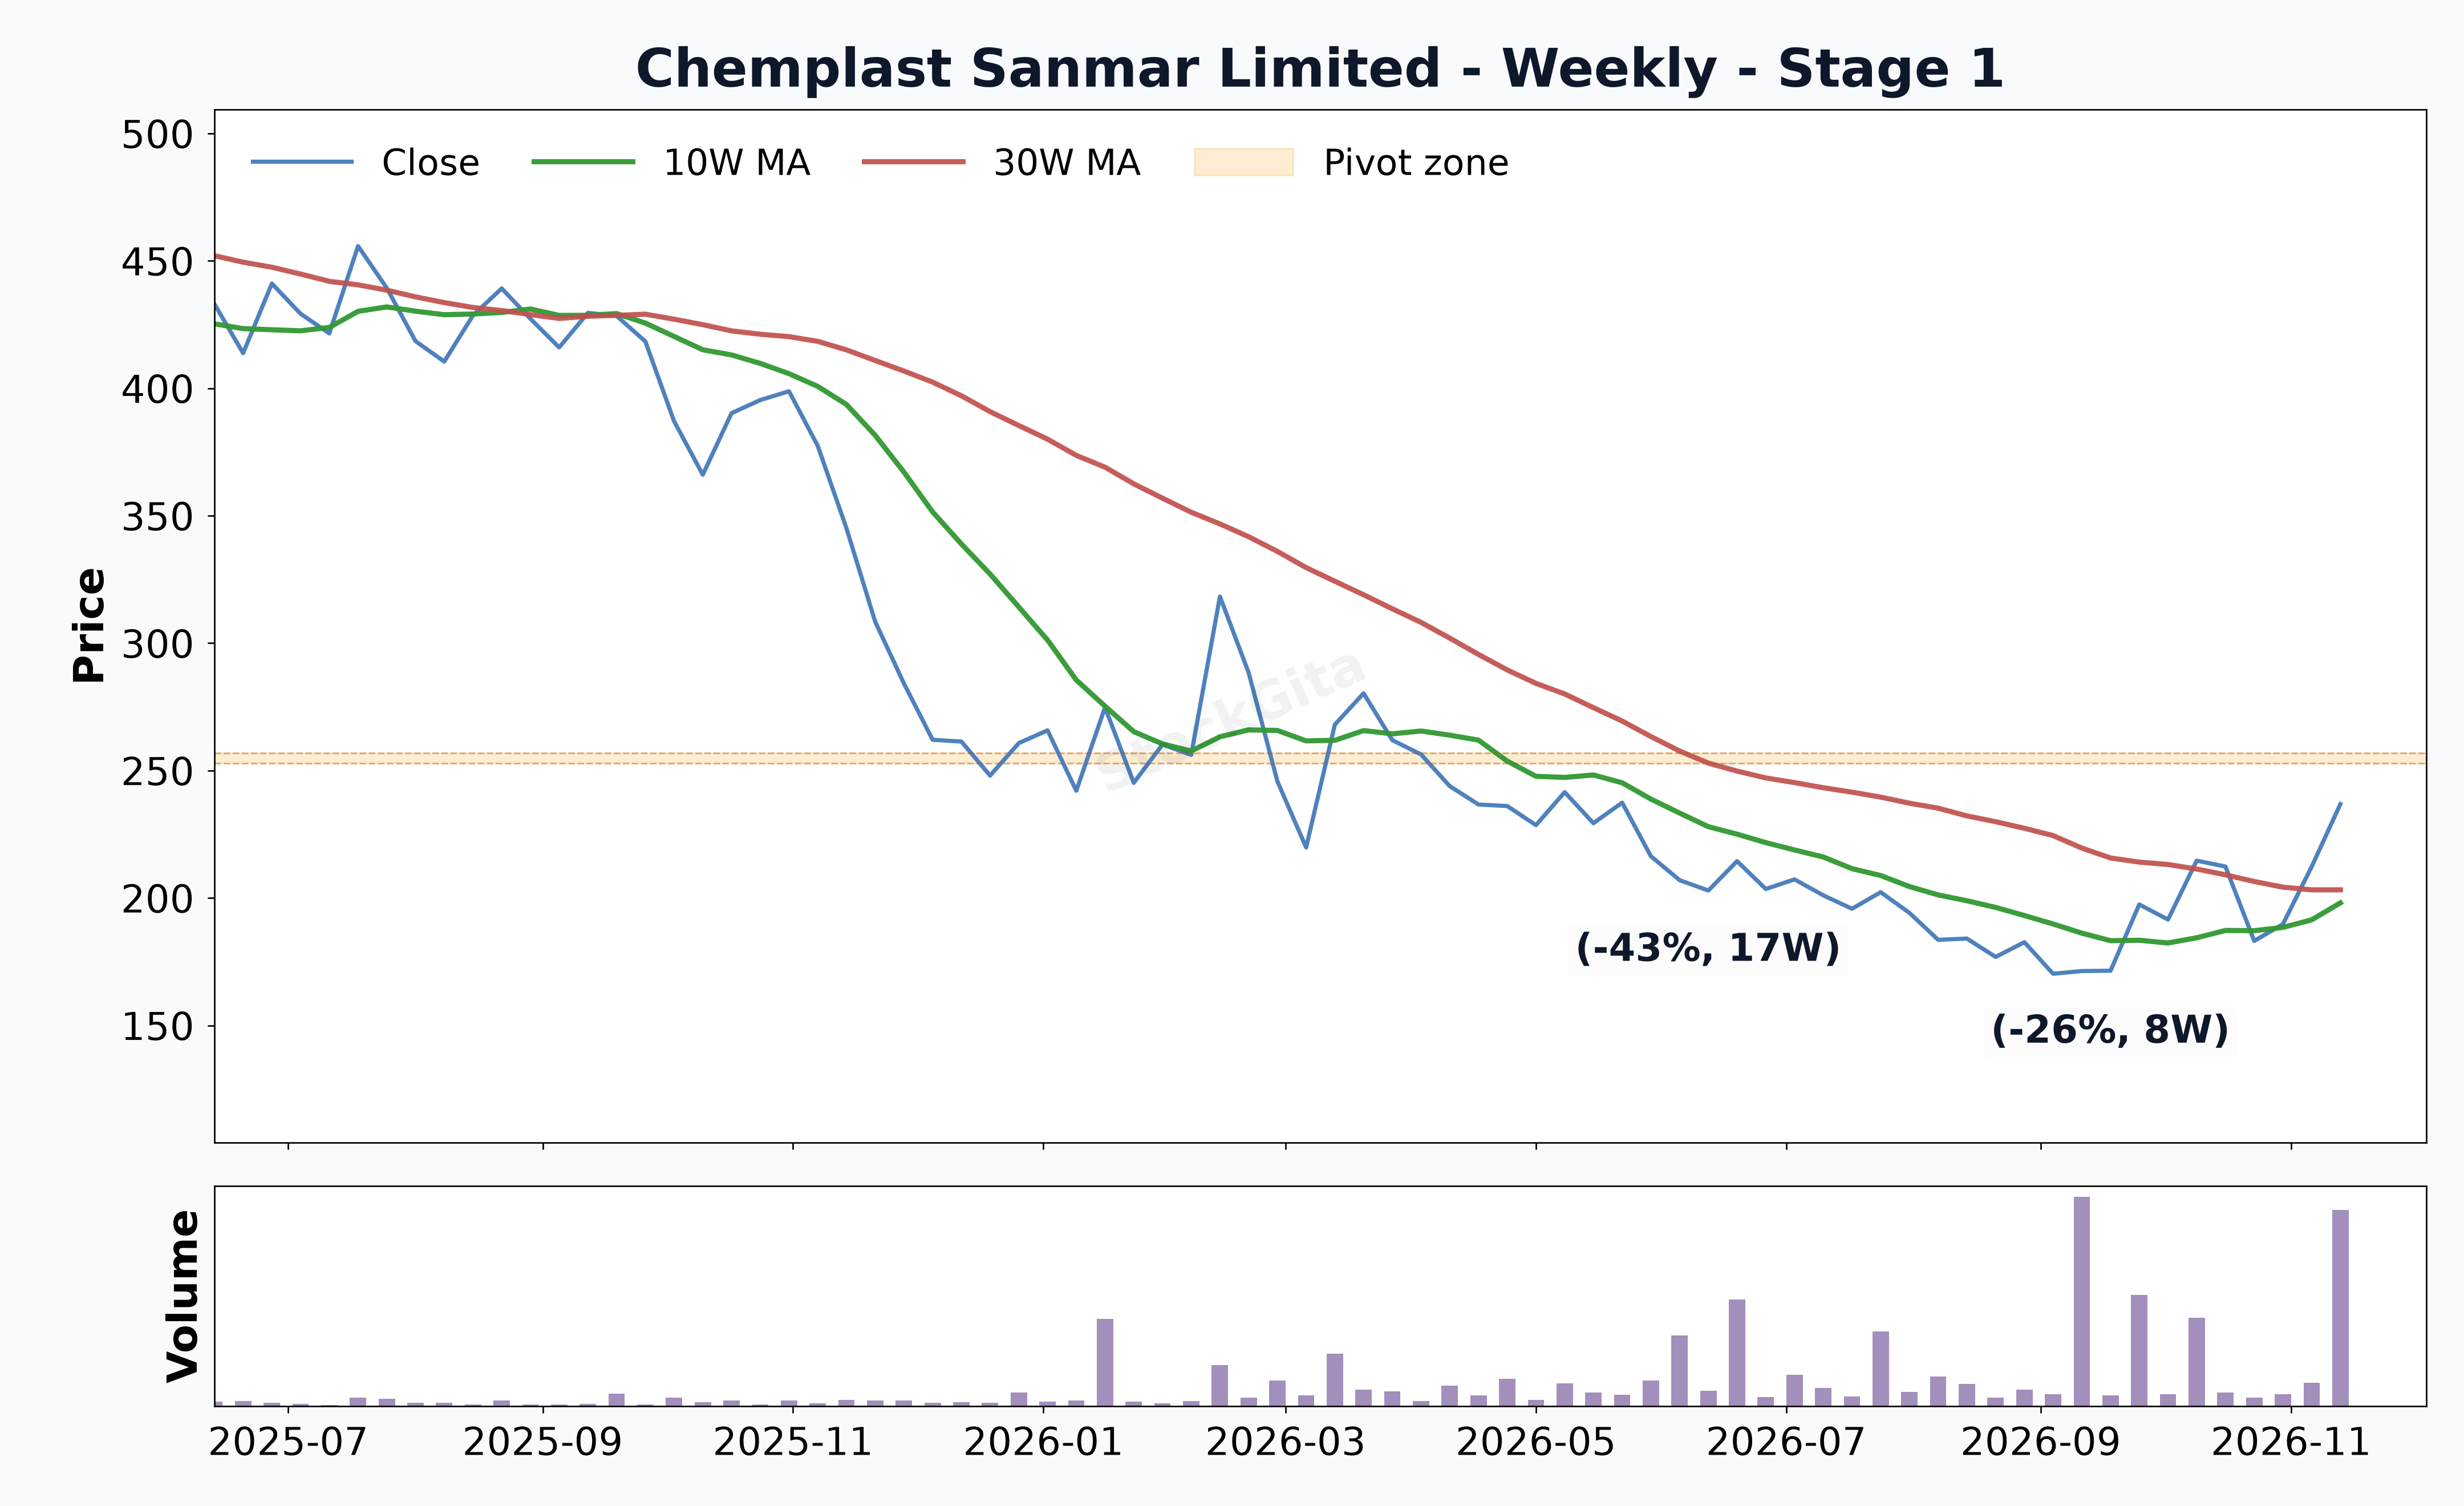 Chemplast Sanmar Limited - Weekly - Stage 1
Close 10W MA 30W MA Pivot zone
Price
500
450
400
350
300
250
200
150
StockGita
(-43%, 17W)
(-26%, 8W)
Volume
2025-07 2025-09 2025-11 2026-01 2026-03 2026-05 2026-07 2026-09 2026-11